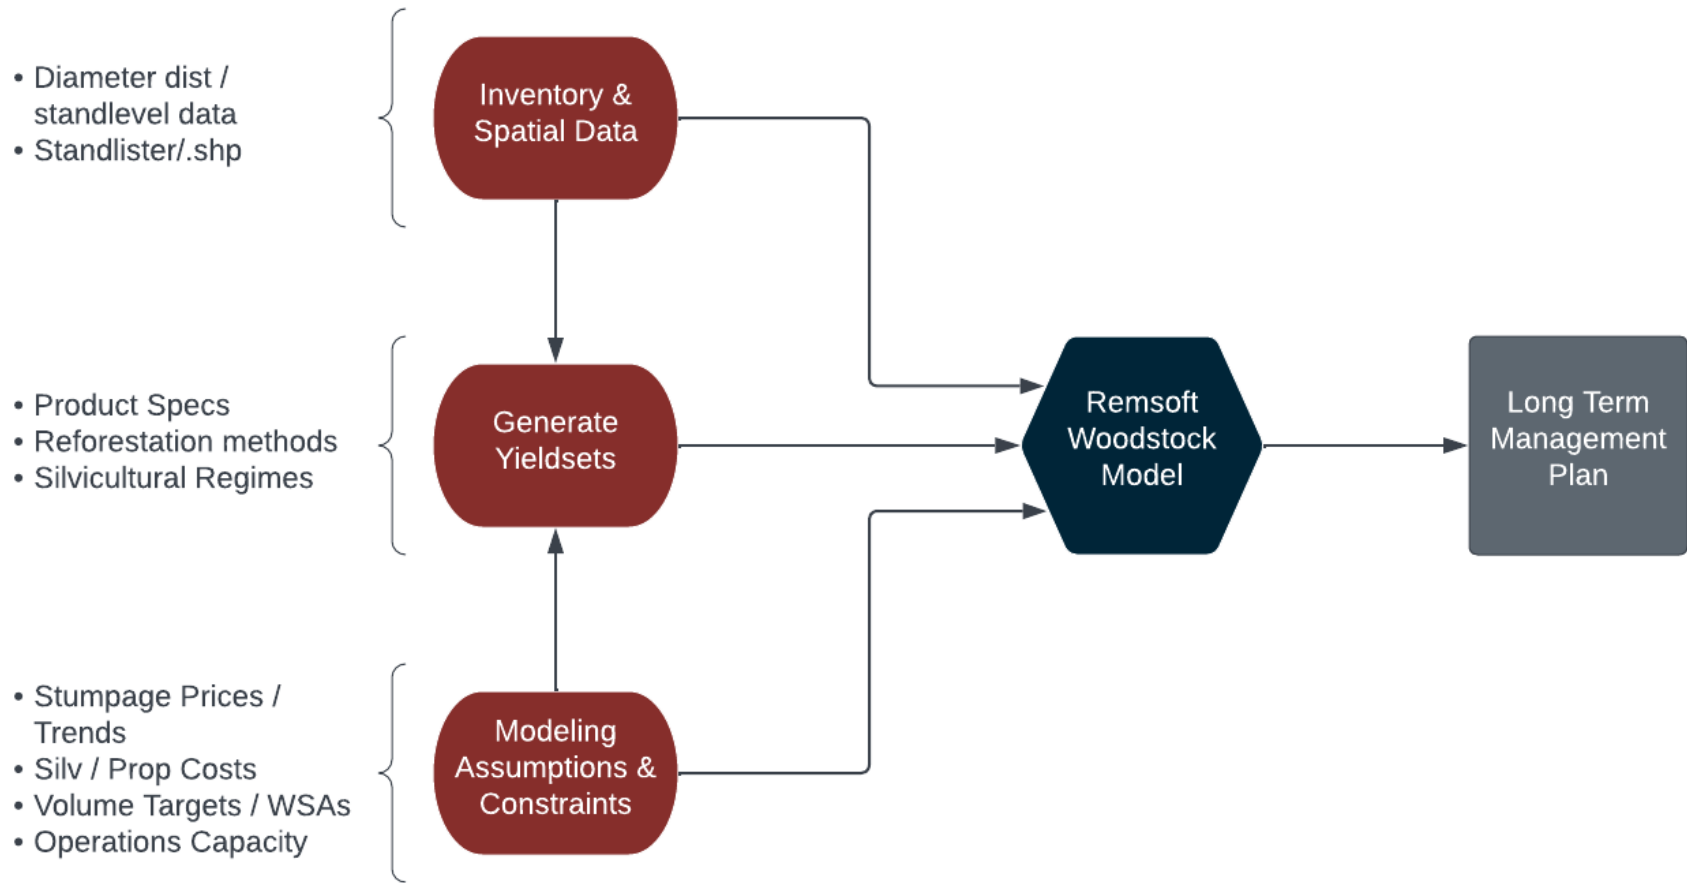 • Diameter dist /
standlevel data
• Standlister/.shp
Inventory &
Spatial Data
• Product Specs
• Reforestation methods
• Silvicultural Regimes
Generate
Yieldsets
• Stumpage Prices /
Trends
• Silv / Prop Costs
• Volume Targets / WSAs
• Operations Capacity
Modeling
Assumptions &
Constraints
Remsoft
Woodstock
Model
Long Term
Management
Plan